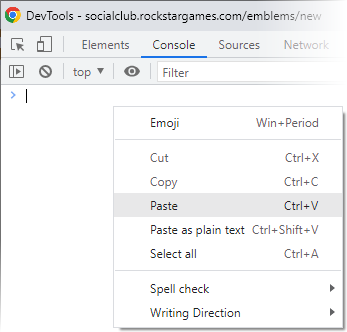 DevTools - socialclub.rockstargames.com/emblems/new
Elements Console Sources Network
top ▼ Filter
>
Emoji Win+Period
Cut Ctrl+X
Copy Ctrl+C
Paste Ctrl+V
Paste as plain text Ctrl+Shift+V
Select all Ctrl+A
Spell check
Writing Direction